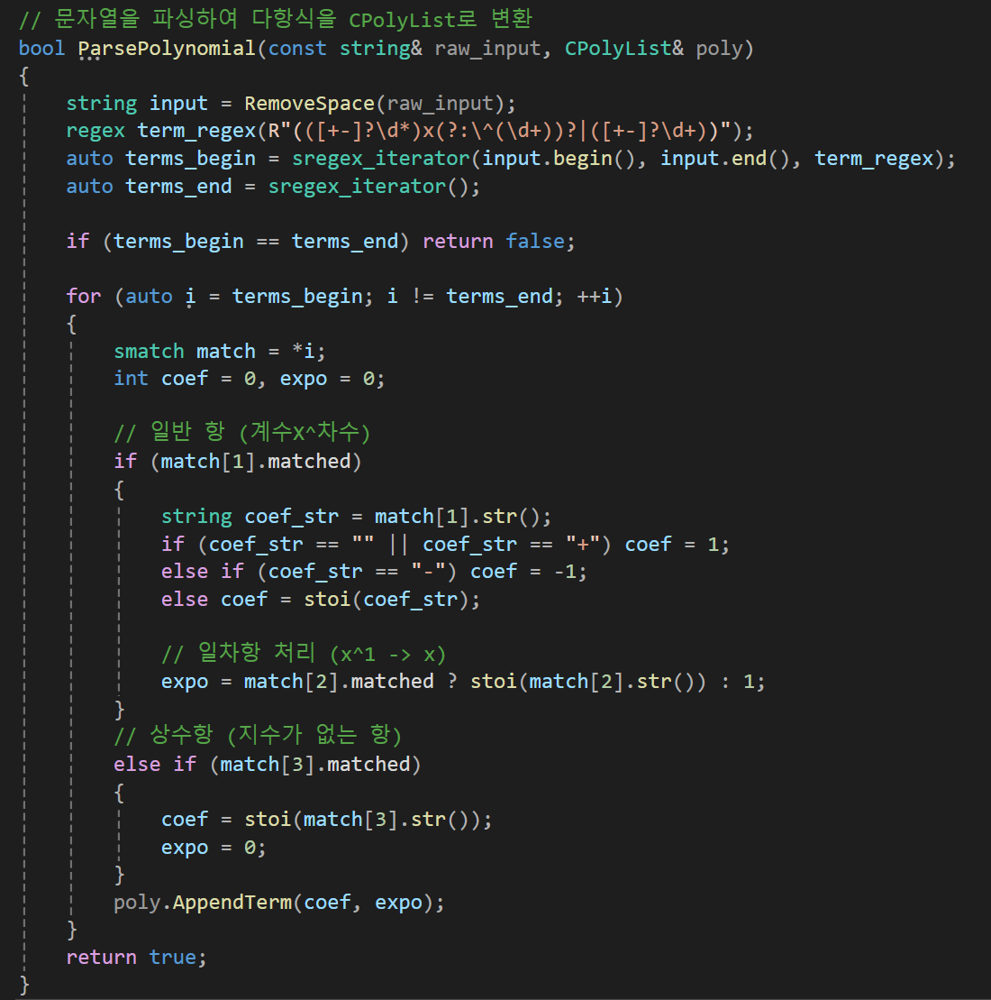 // 문자열을 파싱하여 다항식을 CPolyList로 변환
bool ParsePolynomial(const string& raw_input, CPolyList& poly)
{
    string input = RemoveSpace(raw_input);
    regex term_regex(R"(([+-]?\d*)x(?:\^(\d+))?|([+-]?\d+))");
    auto terms_begin = sregex_iterator(input.begin(), input.end(), term_regex);
    auto terms_end = sregex_iterator();

    if (terms_begin == terms_end) return false;

    for (auto i = terms_begin; i != terms_end; ++i)
    {
        smatch match = *i;
        int coef = 0, expo = 0;

        // 일반 항 (계수X^차수)
        if (match[1].matched)
        {
            string coef_str = match[1].str();
            if (coef_str == "" || coef_str == "+") coef = 1;
            else if (coef_str == "-") coef = -1;
            else coef = stoi(coef_str);

            // 일차항 처리 (x^1 -> x)
            expo = match[2].matched ? stoi(match[2].str()) : 1;
        }
        // 상수항 (지수가 없는 항)
        else if (match[3].matched)
        {
            coef = stoi(match[3].str());
            expo = 0;
        }
        poly.AppendTerm(coef, expo);
    }
    return true;
}